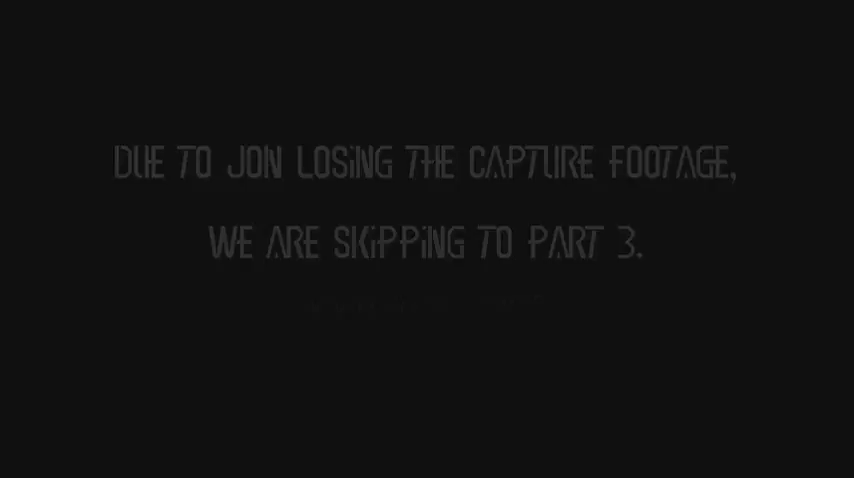 DUE TO JON LOSING THE CAPTURE FOOTAGE,
WE ARE SKIPPING TO PART 3.